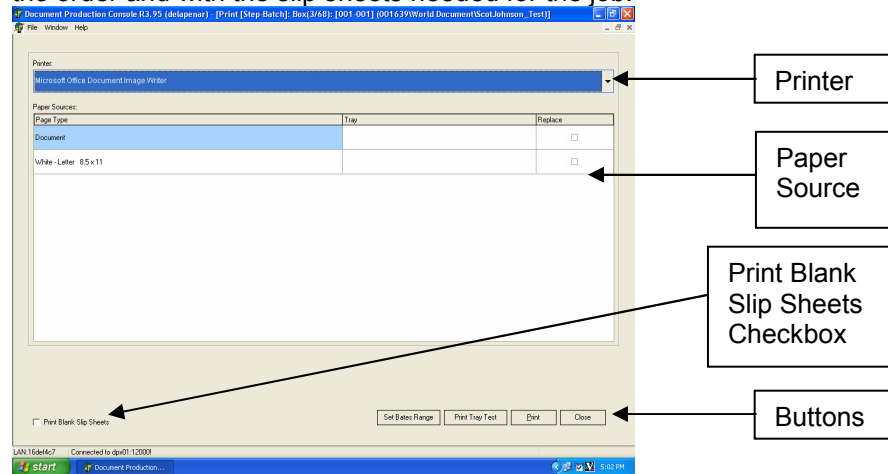 the order and with the slip sheets needed for the job.
Document Production Console R3.95 (delapenar) - [Print [Step-Batch]: Box(3/68): [001-001] (001639\World Document\ScotJohnson_Test)]
File Window Help
Printer:
Microsoft Office Document Image Writer
Printer
Paper Sources:
Page Type Tray Replace
Document
White - Letter 8.5 x 11
Paper
Source
Print Blank
Slip Sheets
Checkbox
Print Blank Slip Sheets
Set Bates Range Print Tray Test Print Close
Buttons
LAN:16def4c7 Connected to dpx01:12000!
start Document Production... 5:02 PM